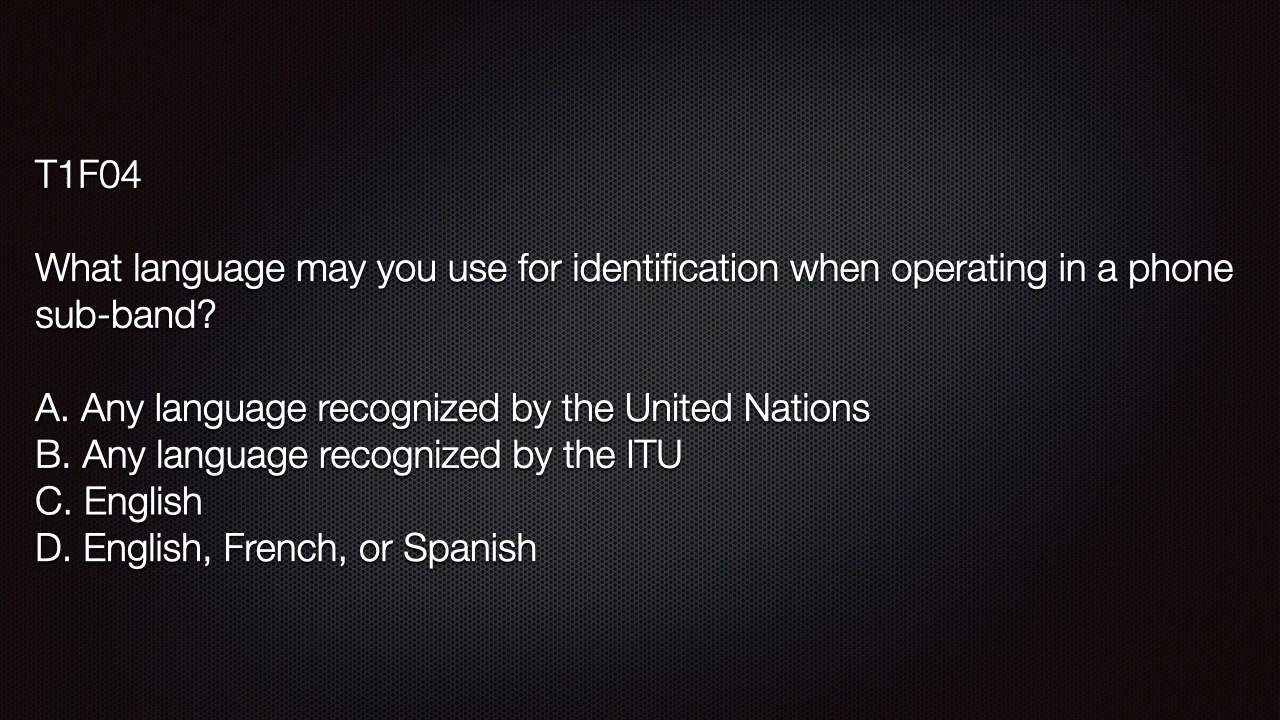 T1F04
What language may you use for identification when operating in a phone
sub-band?
A. Any language recognized by the United Nations
B. Any language recognized by the ITU
C. English
D. English, French, or Spanish